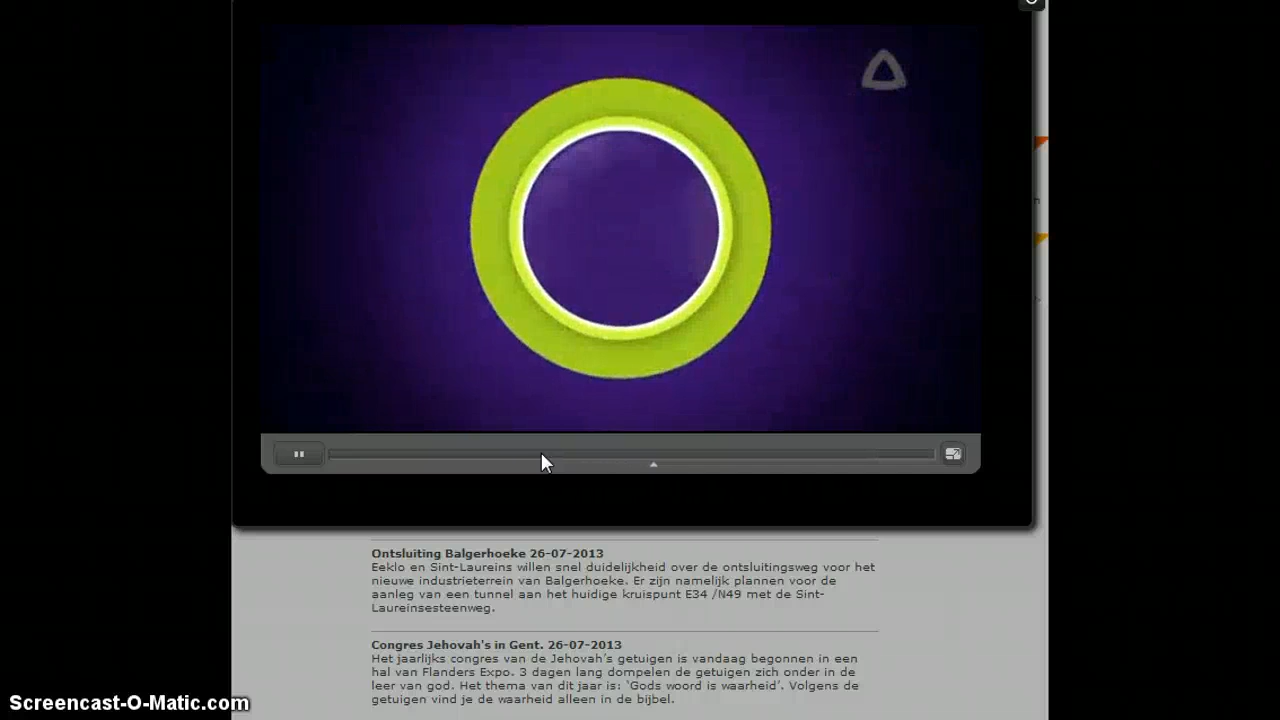 Ontsluiting Balgerhoeke 26-07-2013
Eeklo en Sint-Laureins willen snel duidelijkheid over de ontsluitingsweg voor het
nieuwe industrieterrein van Balgerhoeke. Er zijn namelijk plannen voor de
aanleg van een tunnel aan het huidige kruispunt E34 /N49 met de Sint-
Laureinsesteenweg.
Congres Jehovah's in Gent. 26-07-2013
Het jaarlijks congres van de Jehovah's getuigen is vandaag begonnen in een
hal van Flanders Expo. 3 dagen lang dompelen de getuigen zich onder in de
leer van god. Het thema van dit jaar is: 'Gods woord is waarheid'. Volgens de
getuigen vind je de waarheid alleen in de bijbel.
Screencast-O-Matic.com